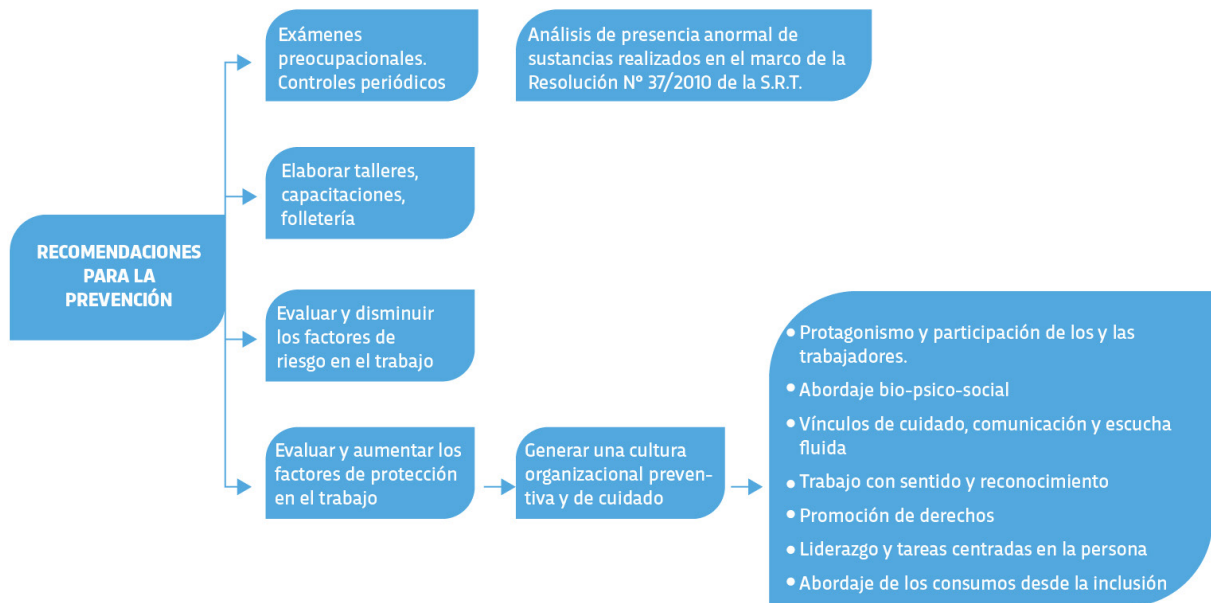 Exámenes
preocupacionales.
Controles periódicos
Análisis de presencia anormal de
sustancias realizados en el marco de la
Resolución N° 37/2010 de la S.R.T.
Elaborar talleres,
capacitaciones,
folletería
RECOMENDACIONES
PARA LA
PREVENCIÓN
Evaluar y disminuir
los factores de
riesgo en el trabajo
Evaluar y aumentar los
factores de protección
en el trabajo
Generar una cultura
organizacional preven-
tiva y de cuidado
• Protagonismo y participación de los y las
trabajadores.
• Abordaje bio-psico-social
• Vínculos de cuidado, comunicación y escucha
fluida
• Trabajo con sentido y reconocimiento
• Promoción de derechos
• Liderazgo y tareas centradas en la persona
• Abordaje de los consumos desde la inclusión